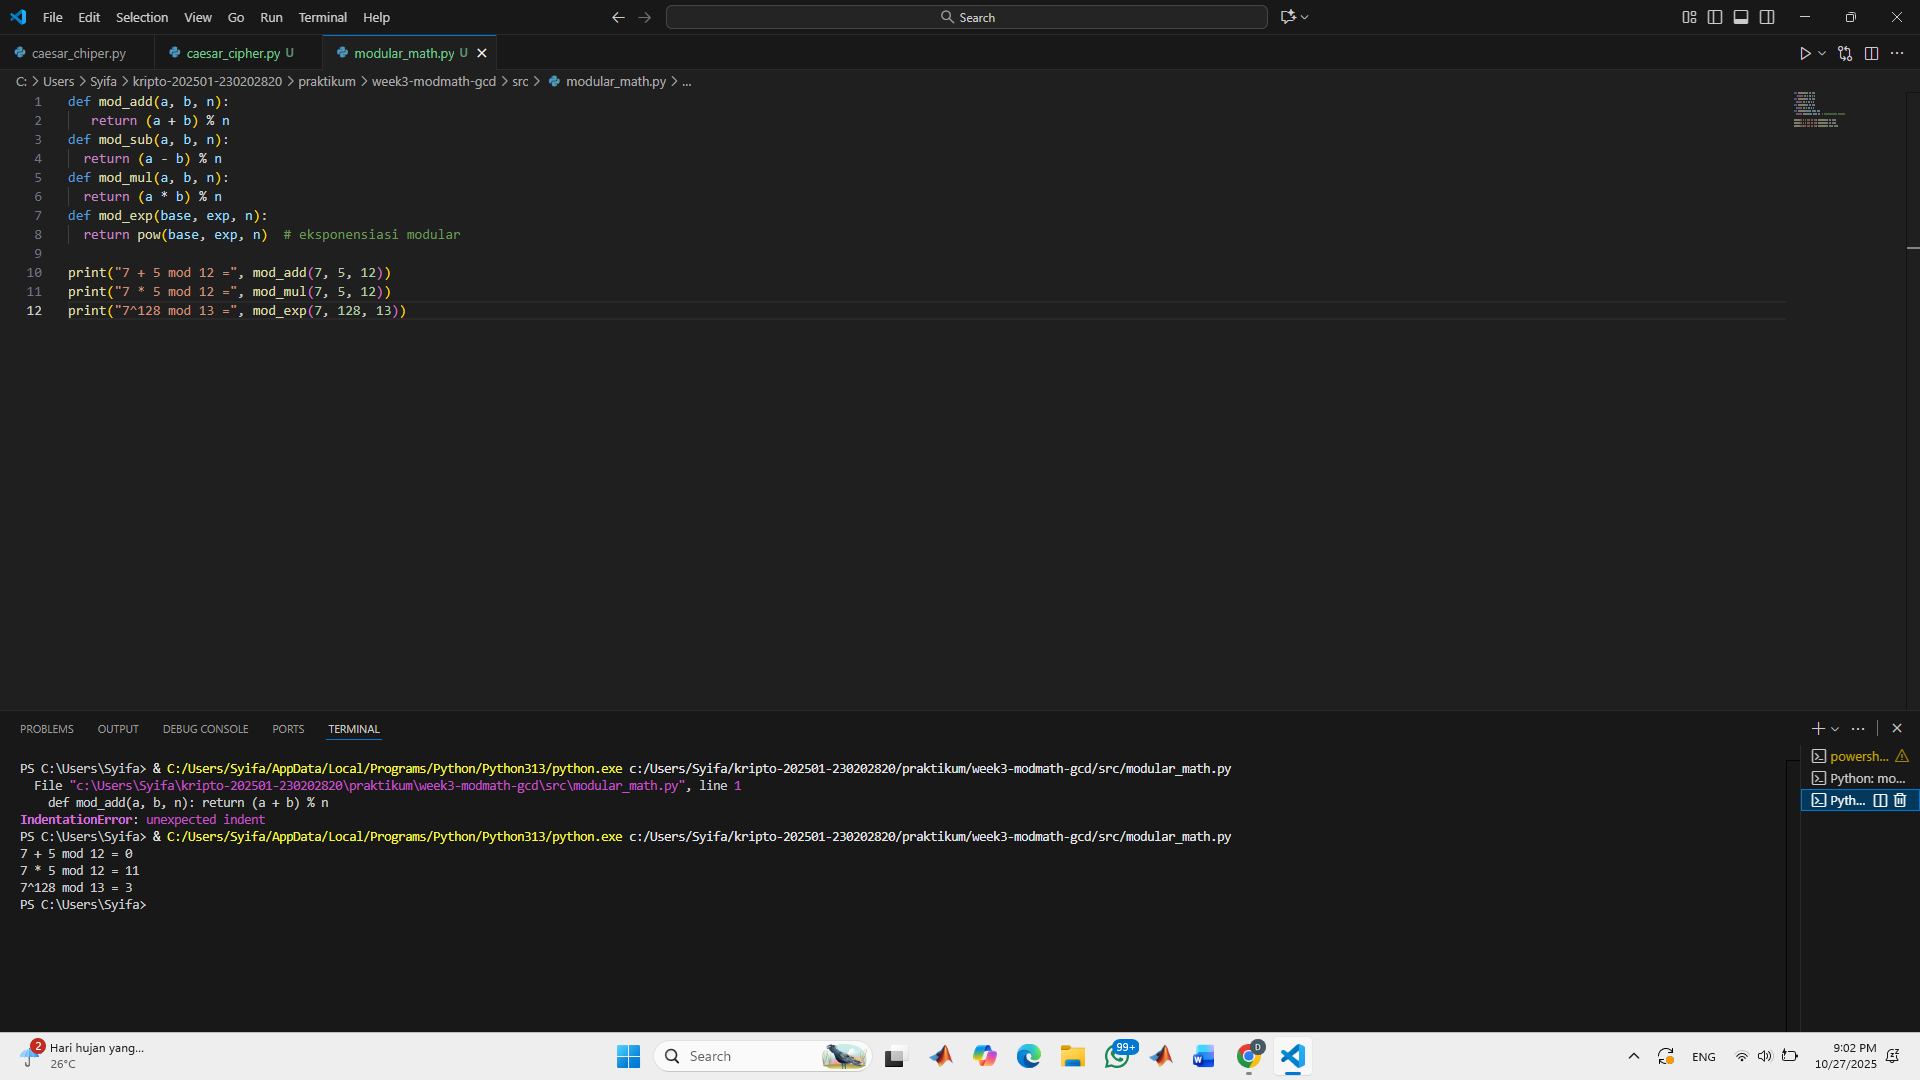 File Edit Selection View Go Run Terminal Help
Search
caesar_chiper.py
caesar_cipher.py U
modular_math.py U
C: > Users > Syifa > kripto-202501-230202820 > praktikum > week3-modmath-gcd > src > modular_math.py > ...
1 def mod_add(a, b, n):
2 return (a + b) % n
3 def mod_sub(a, b, n):
4 return (a - b) % n
5 def mod_mul(a, b, n):
6 return (a * b) % n
7 def mod_exp(base, exp, n):
8 return pow(base, exp, n)  # eksponensiasi modular
9
10 print("7 + 5 mod 12 =", mod_add(7, 5, 12))
11 print("7 * 5 mod 12 =", mod_mul(7, 5, 12))
12 print("7^128 mod 13 =", mod_exp(7, 128, 13))
PROBLEMS OUTPUT DEBUG CONSOLE PORTS TERMINAL
PS C:\Users\Syifa> & C:/Users/Syifa/AppData/Local/Programs/Python/Python313/python.exe c:/Users/Syifa/kripto-202501-230202820/praktikum/week3-modmath-gcd/src/modular_math.py
File "c:\Users\Syifa\kripto-202501-230202820\praktikum\week3-modmath-gcd\src\modular_math.py", line 1
def mod_add(a, b, n): return (a + b) % n
IndentationError: unexpected indent
PS C:\Users\Syifa> & C:/Users/Syifa/AppData/Local/Programs/Python/Python313/python.exe c:/Users/Syifa/kripto-202501-230202820/praktikum/week3-modmath-gcd/src/modular_math.py
7 + 5 mod 12 = 0
7 * 5 mod 12 = 11
7^128 mod 13 = 3
PS C:\Users\Syifa>
powersh...
Python: mo...
Pyth...
2
Hari hujan yang...
26°C
Search
99+
D
ENG
9:02 PM
10/27/2025